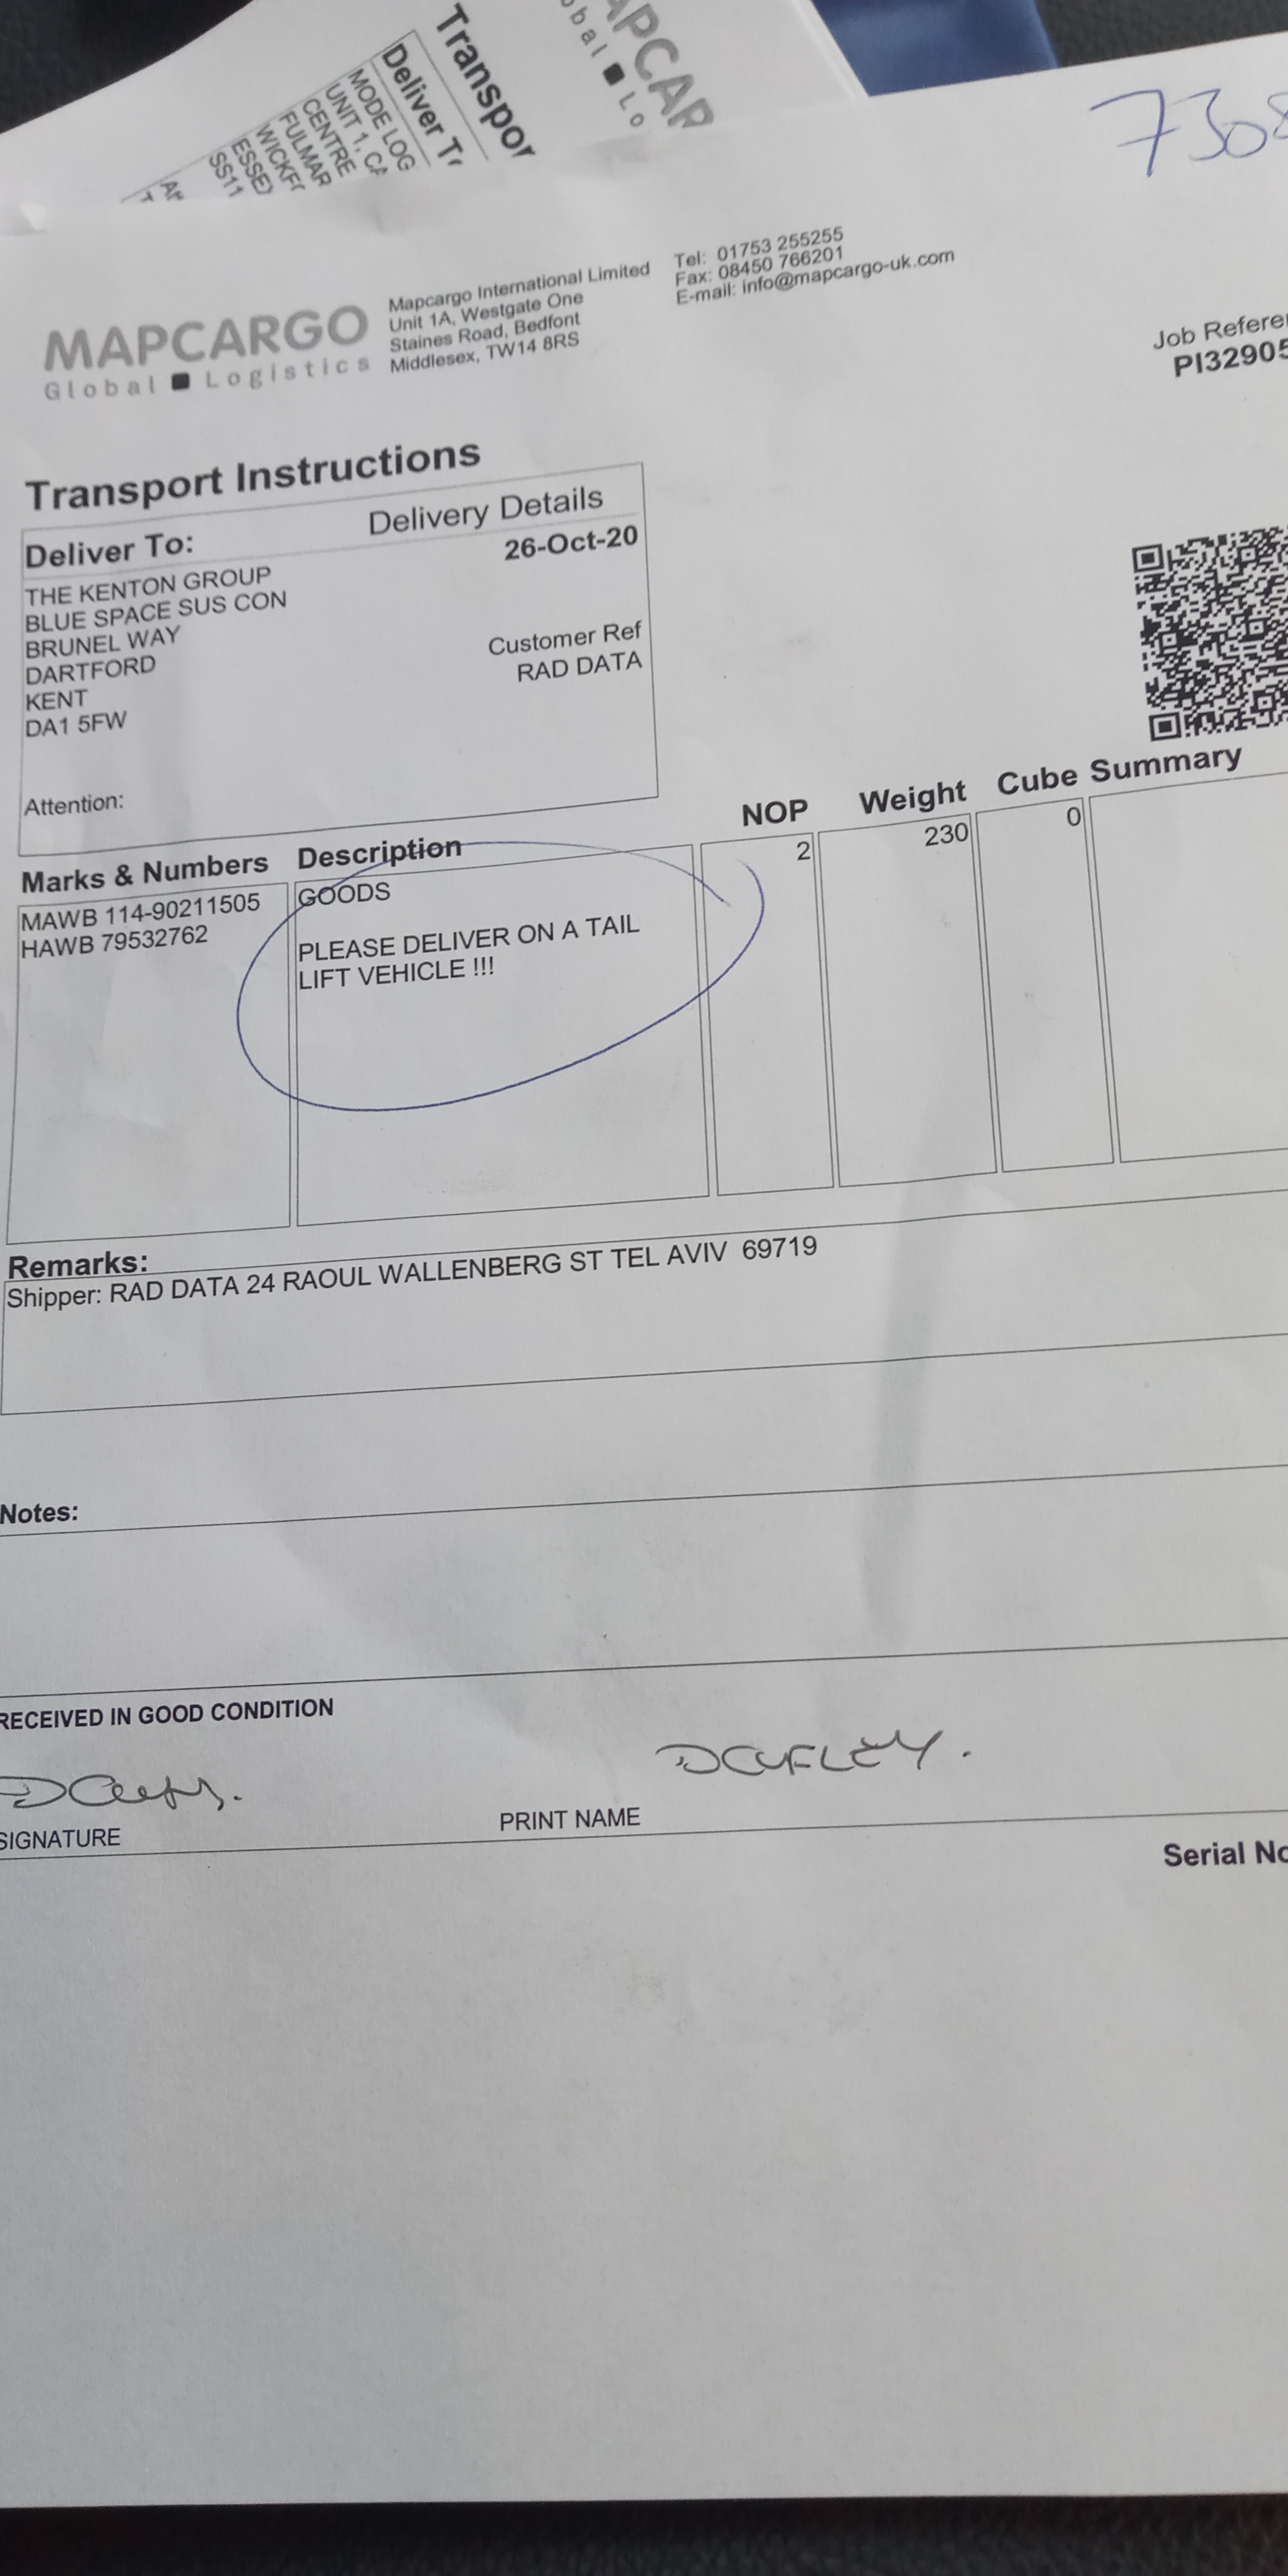 Transpor
Deliver T
MODE LOG
UNIT 1, CA
CENTRE
FULMAR
WICKF
ESSEX
SS11
APCAR
obal ■ Lo
730
MAPCARGO
Global ■ Logistics
Mapcargo International Limited
Unit 1A, Westgate One
Staines Road, Bedfont
Middlesex, TW14 8RS
Tel: 01753 255255
Fax: 08450 766201
E-mail: info@mapcargo-uk.com
Job Refere
PI32905
Transport Instructions
Deliver To:
Delivery Details
26-Oct-20
THE KENTON GROUP
BLUE SPACE SUS CON
BRUNEL WAY
DARTFORD
KENT
DA1 5FW
Customer Ref
RAD DATA
Attention:
Marks & Numbers Description NOP Weight Cube Summary
MAWB 114-90211505 GOODS 2 230 0
HAWB 79532762
PLEASE DELIVER ON A TAIL
LIFT VEHICLE !!!
Remarks:
Shipper: RAD DATA 24 RAOUL WALLENBERG ST TEL AVIV 69719
Notes:
RECEIVED IN GOOD CONDITION
SIGNATURE
PRINT NAME
Serial No